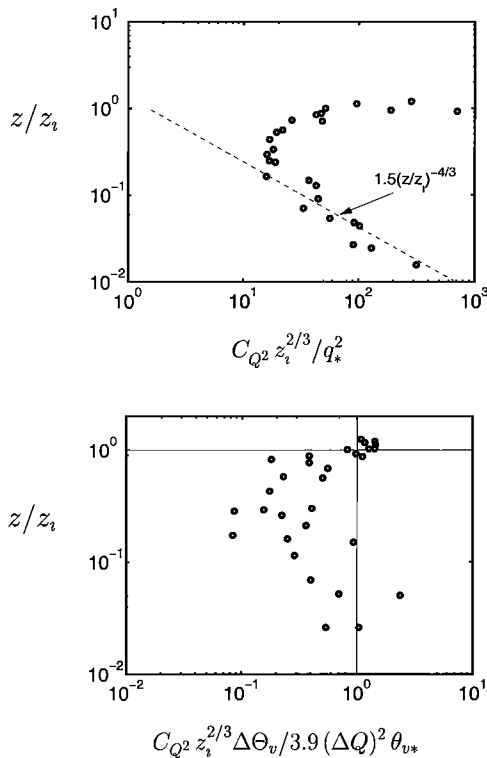 10^1
z/z_i
10^0
1.5(z/z_i)^{-4/3}
10^{-1}
10^{-2}
10^0 10^1 10^2 10^3
C_{Q^2} z_i^{2/3}/q_*^2
10^1
z/z_i
10^0
10^{-1}
10^{-2}
10^{-2} 10^{-1} 10^0 10^1
C_{Q^2} z_i^{2/3} ΔΘ_v/3.9 (ΔQ)^2 θ_{v*}